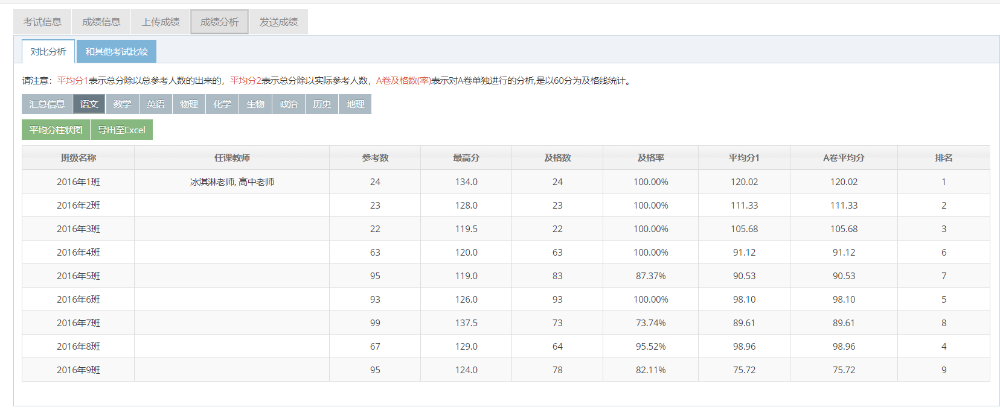 考试信息 成绩信息 上传成绩 成绩分析 发送成绩
对比分析 和其他考试比较
请注意：平均分1表示总分除以总参考人数的出来的，平均分2表示总分除以实际参考人数，A卷及格数(率)表示对A卷单独进行的分析,是以60分为及格线统计。
汇总信息 语文 数学 英语 物理 化学 生物 政治 历史 地理
平均分柱状图 导出至Excel
班级名称 任课教师 参考数 最高分 及格数 及格率 平均分1 A卷平均分 排名
2016年1班 冰淇淋老师, 高中老师 24 134.0 24 100.00% 120.02 120.02 1
2016年2班 23 128.0 23 100.00% 111.33 111.33 2
2016年3班 22 119.5 22 100.00% 105.68 105.68 3
2016年4班 63 120.0 63 100.00% 91.12 91.12 6
2016年5班 95 119.0 83 87.37% 90.53 90.53 7
2016年6班 93 126.0 93 100.00% 98.10 98.10 5
2016年7班 99 137.5 73 73.74% 89.61 89.61 8
2016年8班 67 129.0 64 95.52% 98.96 98.96 4
2016年9班 95 124.0 78 82.11% 75.72 75.72 9